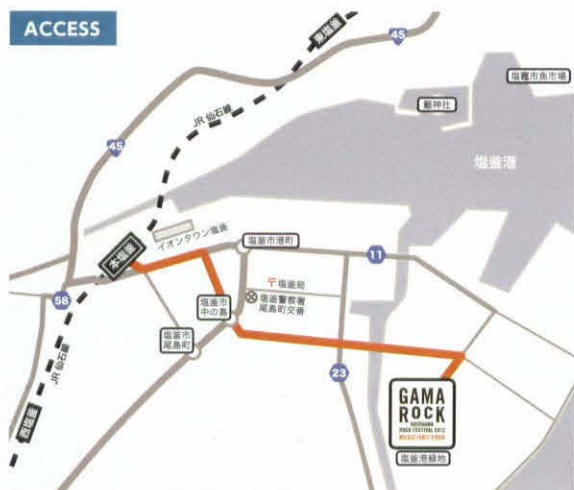 ACCESS
東塩釜
45
塩竈市魚市場
籬神社
JR 仙石線
塩釜港
45
イオンタウン塩釜
塩釜市港町
本塩釜
11
58
〒塩釜局
塩釜警察署
尾島町交番
塩釜市
中の島
塩釜市
尾島町
JR 仙石線
23
西塩釜
GAMA
ROCK
SHIOGAMA
ROCK FESTIVAL 2012
MUSIC/ART/FOOD
塩釜港緑地